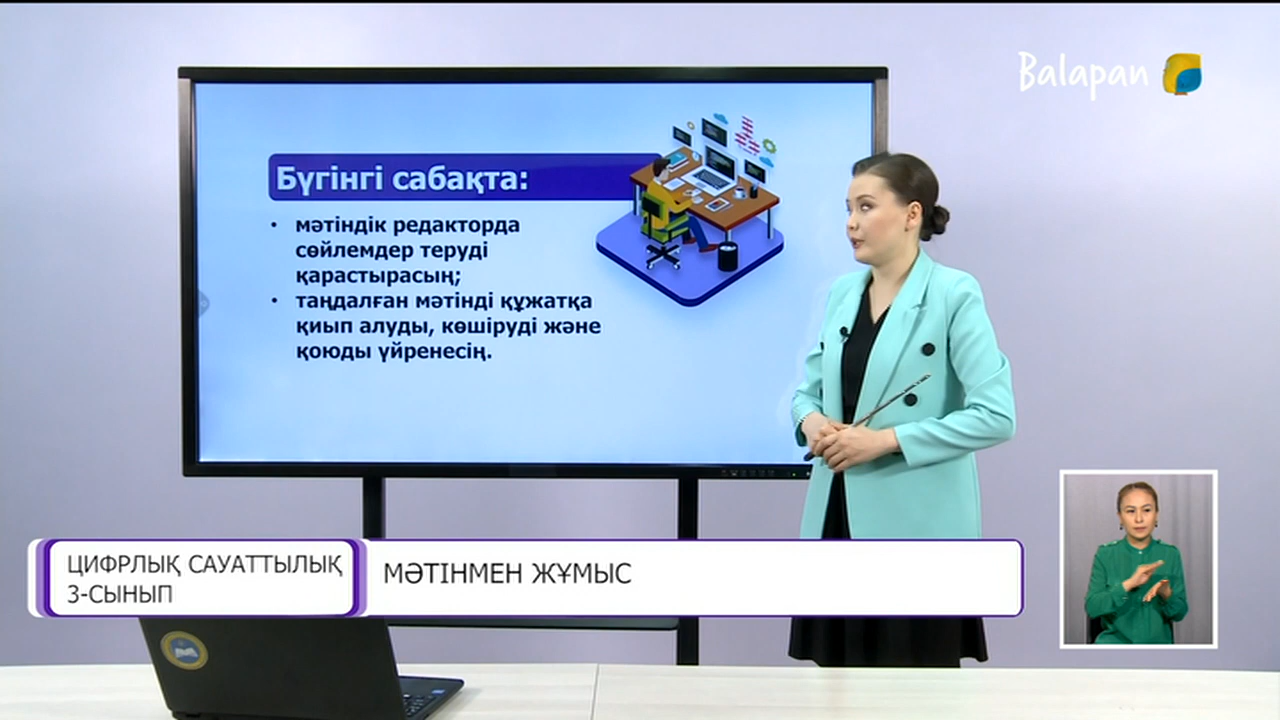 Balapan
Бүгінгі сабақта:
• мәтіндік редакторда
сөйлемдер теруді
қарастырасың;
• таңдалған мәтінді құжатқа
қиып алуды, көшіруді және
қоюды үйренесің.
ЦИФРЛЫҚ САУАТТЫЛЫҚ
3-СЫНЫП
МӘТІНМЕН ЖҰМЫС